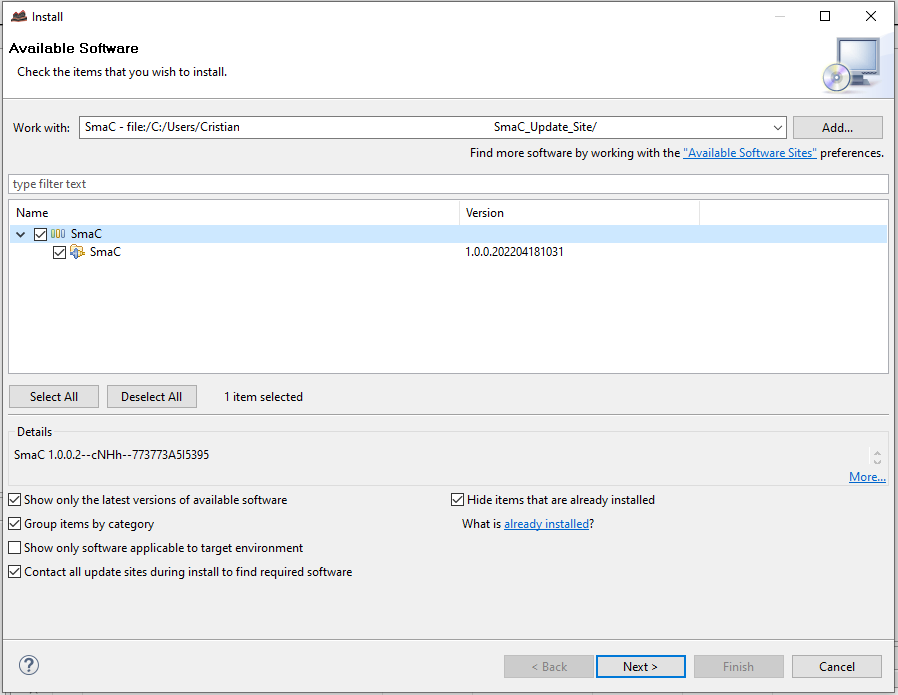 Install
Available Software
Check the items that you wish to install.
Work with: SmaC - file:/C:/Users/Cristian SmaC_Update_Site/ Add...
Find more software by working with the "Available Software Sites" preferences.
type filter text
Name Version
SmaC
SmaC 1.0.0.202204181031
Select All Deselect All 1 item selected
Details
SmaC 1.0.0.2--cNHh--773773A5I5395
More...
Show only the latest versions of available software Hide items that are already installed
Group items by category What is already installed?
Show only software applicable to target environment
Contact all update sites during install to find required software
? < Back Next > Finish Cancel